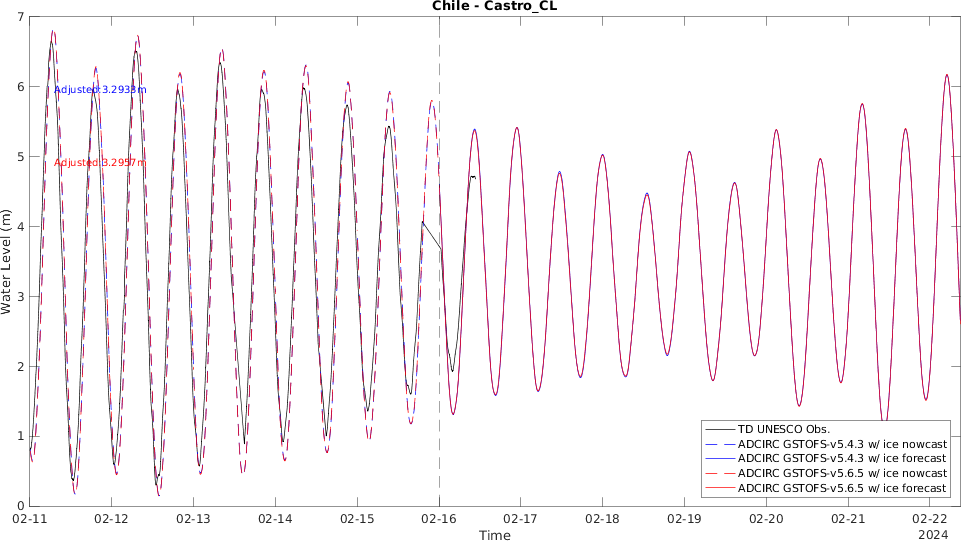 Chile - Castro_CL
7
6
5
4
3
2
1
0
Water Level (m)
Adjusted:3.2933m
Adjusted:3.2957m
TD UNESCO Obs.
ADCIRC GSTOFS-v5.4.3 w/ ice nowcast
ADCIRC GSTOFS-v5.4.3 w/ ice forecast
ADCIRC GSTOFS-v5.6.5 w/ ice nowcast
ADCIRC GSTOFS-v5.6.5 w/ ice forecast
02-11 02-12 02-13 02-14 02-15 02-16 02-17 02-18 02-19 02-20 02-21 02-22
2024
Time